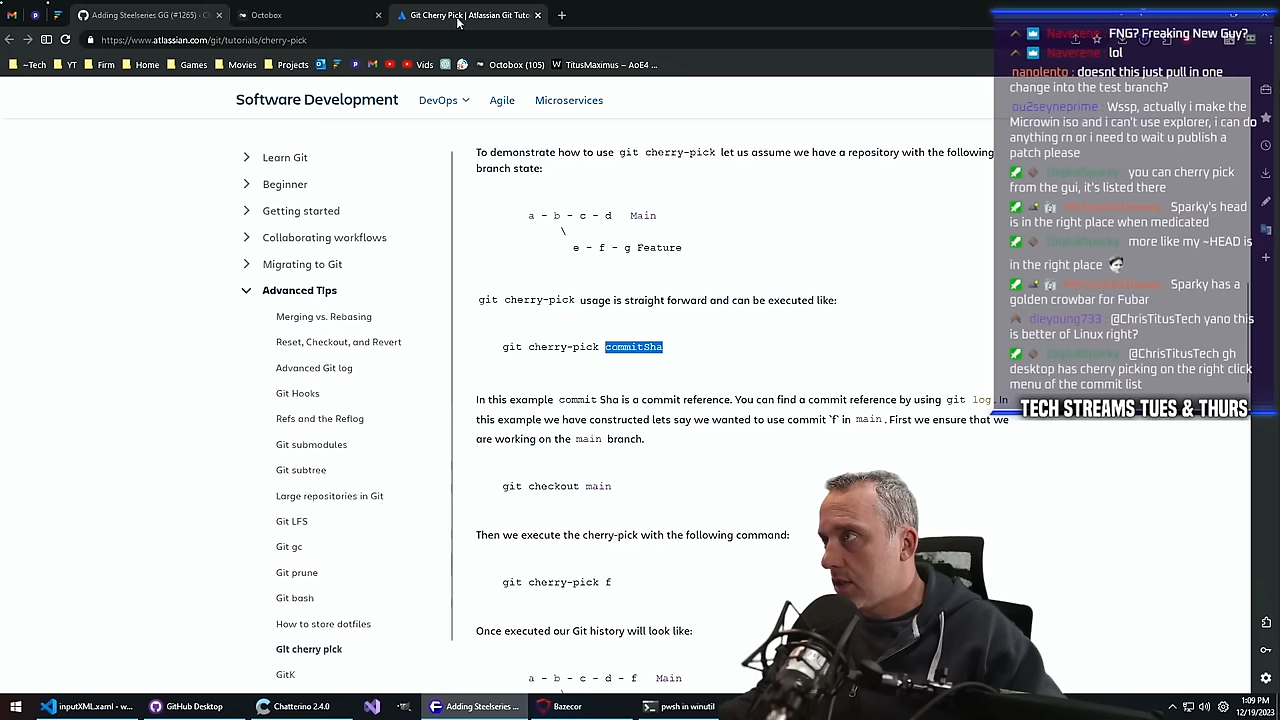 Adding Steelseries GG (#1265) · C
Octobox
Git Cherry Pick | Atlassian Git Tuto
https://www.atlassian.com/git/tutorials/cherry-pick
~Tech
YT
Firm
Home
Games
Movies
Projects
Vids
Octobox (105)
TitusMaximus – AoE4...
Software Development
DevOps
Agile
Microservices
Learn Git
Beginner
Getting started
Collaborating workflows
Migrating to Git
Advanced Tips
Merging vs. Rebasing
Reset, Checkout, and Revert
Advanced Git log
Git Hooks
Refs and the Reflog
Git submodules
Git subtree
Large repositories in Git
Git LFS
Git gc
Git prune
Git bash
How to store dotfiles
Git cherry pick
GitK
To demonstrate how to use git cherry-pick let us assume we have a repository with the following
branch state:
a - b - c - d Main
\
e - f - g Feature
git cherry-pick usage is straight forward and can be executed like:
git cherry-pick commitSha
In this example commit Sha is a commit reference. You can find a commit reference by using git log. In
this example we have constructed lets say we wanted to use commit `f` in main. First we ensure that we
are working on the main branch.
git checkout main
Then we execute the cherry-pick with the following command:
git cherry-pick f
Once executed our Git history will look like:
a - b - c - d - f Main
\
Naverene: FNG? Freaking New Guy?
Naverene: lol
nanolento: doesnt this just pull in one
change into the test branch?
ou2seyneprime: Wssp, actually i make the
Microwin iso and i can't use explorer, i can do
anything rn or i need to wait u publish a
patch please
you can cherry pick
from the gui, it's listed there
Sparky's head
is in the right place when medicated
more like my ~HEAD is
in the right place
Sparky has a
golden crowbar for Fubar
dieyoung733: @ChrisTitusTech yano this
is better of Linux right?
@ChrisTitusTech gh
desktop has cherry picking on the right click
menu of the commit list
TECH STREAMS TUES & THURS
inputXML.xaml - w...
GitHub Desktop
Chatterino 2.4.0
Adding Steelseries ...
Plazecor
pwsh in winutil
1:09 PM
12/19/2023